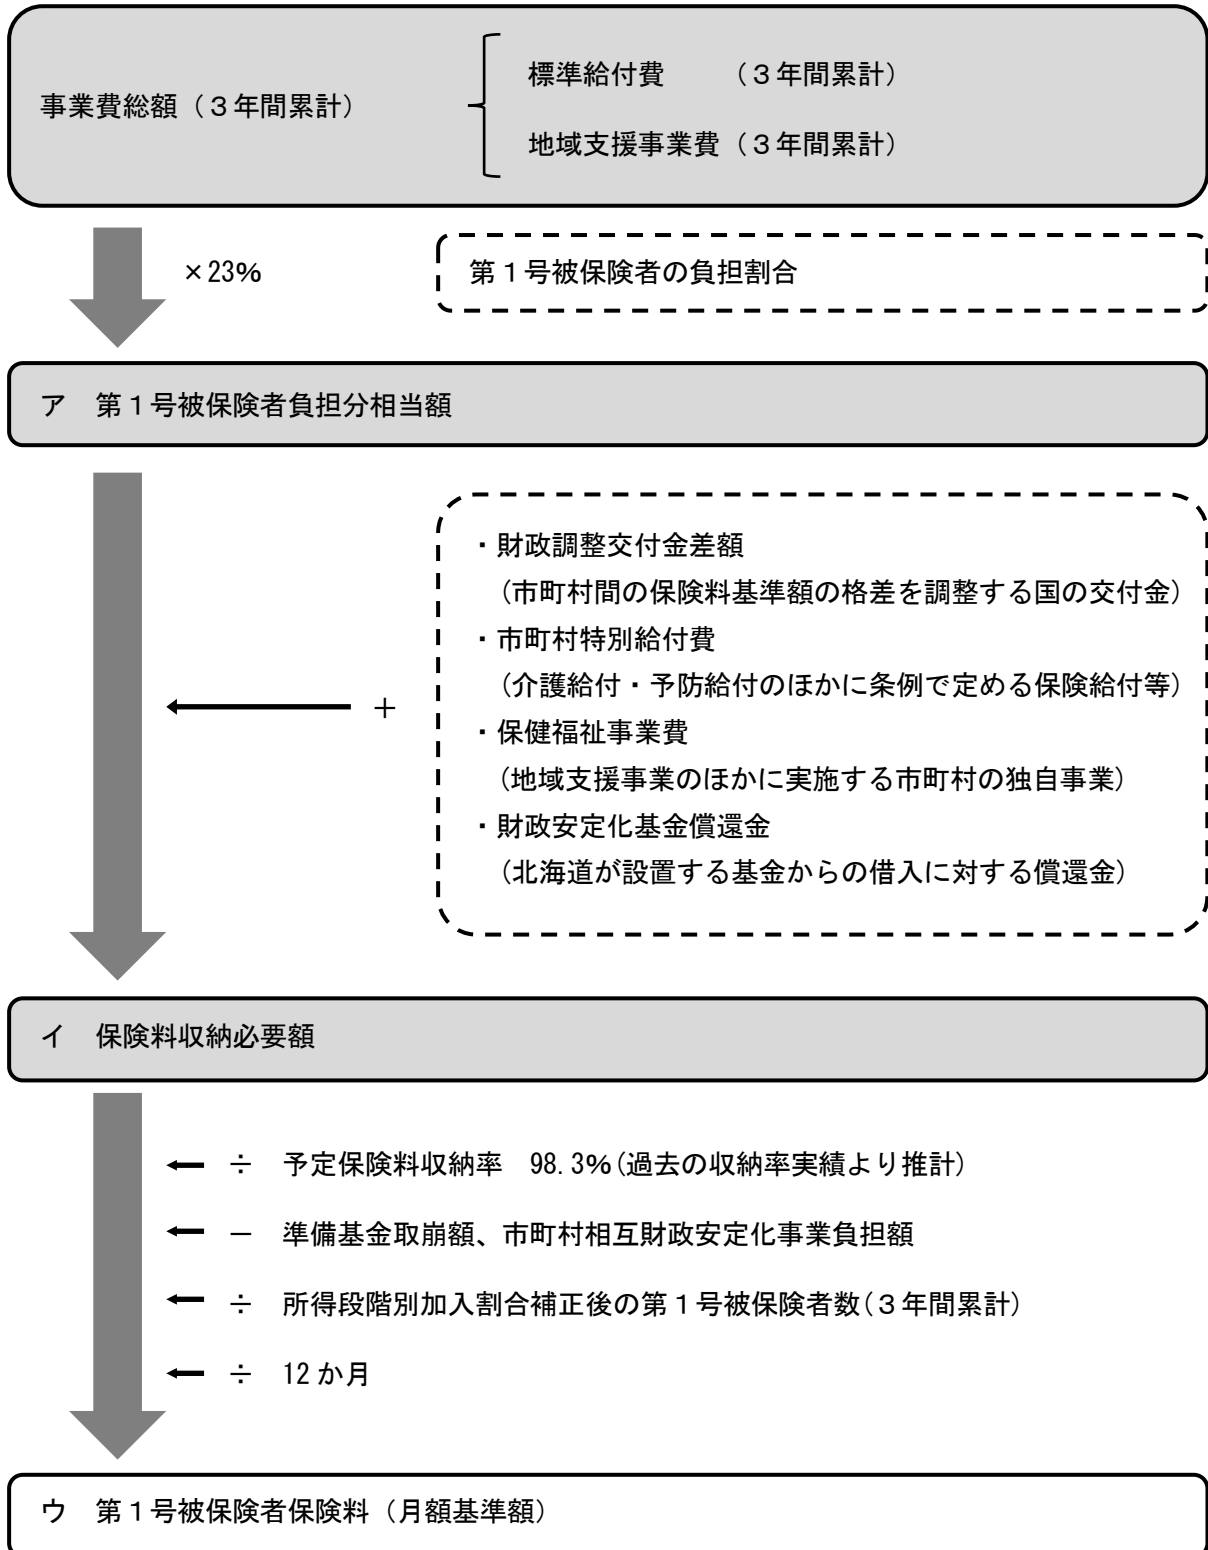 標準給付費　　（３年間累計）
事業費総額（３年間累計）
地域支援事業費（３年間累計）
×23%
第１号被保険者の負担割合
ア　第１号被保険者負担分相当額
・財政調整交付金差額
（市町村間の保険料基準額の格差を調整する国の交付金）
・市町村特別給付費
（介護給付・予防給付のほかに条例で定める保険給付等）
＋
・保健福祉事業費
（地域支援事業のほかに実施する市町村の独自事業）
・財政安定化基金償還金
（北海道が設置する基金からの借入に対する償還金）
イ　保険料収納必要額
÷　予定保険料収納率　98.3%(過去の収納率実績より推計)
－　準備基金取崩額、市町村相互財政安定化事業負担額
÷　所得段階別加入割合補正後の第１号被保険者数(３年間累計)
÷　12か月
ウ　第１号被保険者保険料（月額基準額）